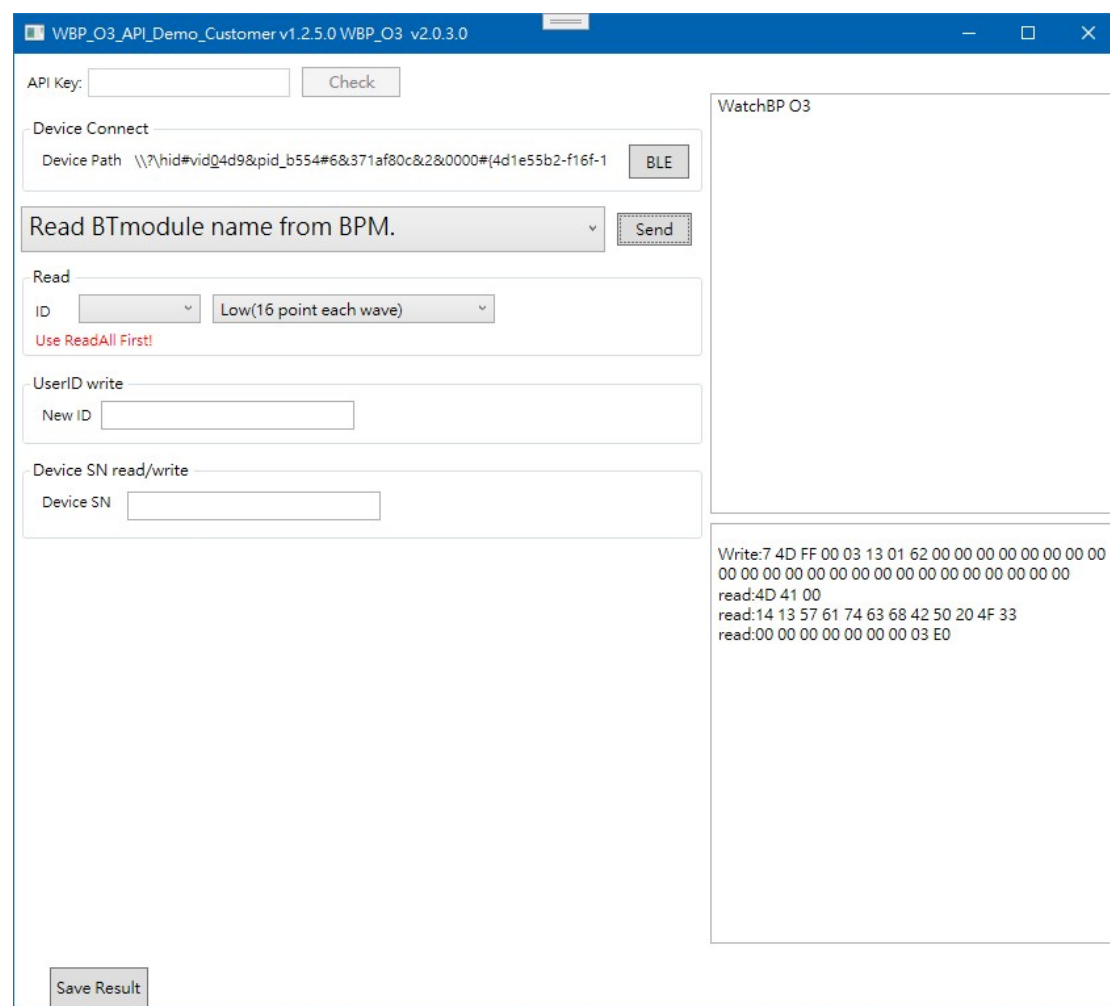 WBP_O3_API_Demo_Customer v1.2.5.0 WBP_O3 v2.0.3.0
API Key:
Check
Device Connect
Device Path \\?\hid#vid04d9&pid_b554#6&371af80c&2&0000#{4d1e55b2-f16f-1
BLE
Read BTmodule name from BPM.
Send
Read
ID
Low(16 point each wave)
Use ReadAll First!
UserID write
New ID
Device SN read/write
Device SN
Save Result
WatchBP O3
Write:7 4D FF 00 03 13 01 62 00 00 00 00 00 00 00 00
00 00 00 00 00 00 00 00 00 00 00 00 00 00 00 00
read:4D 41 00
read:14 13 57 61 74 63 68 42 50 20 4F 33
read:00 00 00 00 00 00 00 00 03 E0